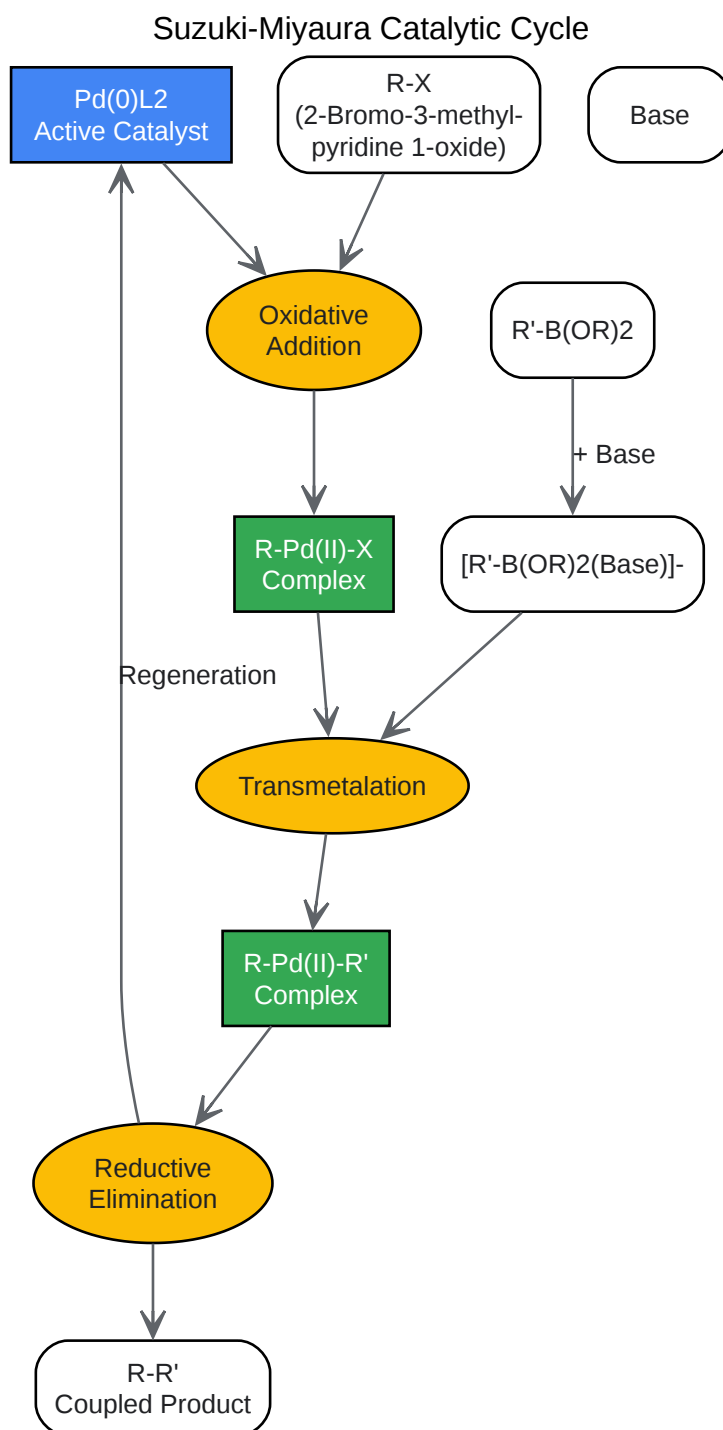 Suzuki-Miyaura Catalytic Cycle
Pd(0)L2
Active Catalyst
R-X
(2-Bromo-3-methyl-
pyridine 1-oxide)
Base
Oxidative
Addition
R'-B(OR)2
+ Base
R-Pd(II)-X
Complex
[R'-B(OR)2(Base)]-
Regeneration
Transmetalation
R-Pd(II)-R'
Complex
Reductive
Elimination
R-R'
Coupled Product